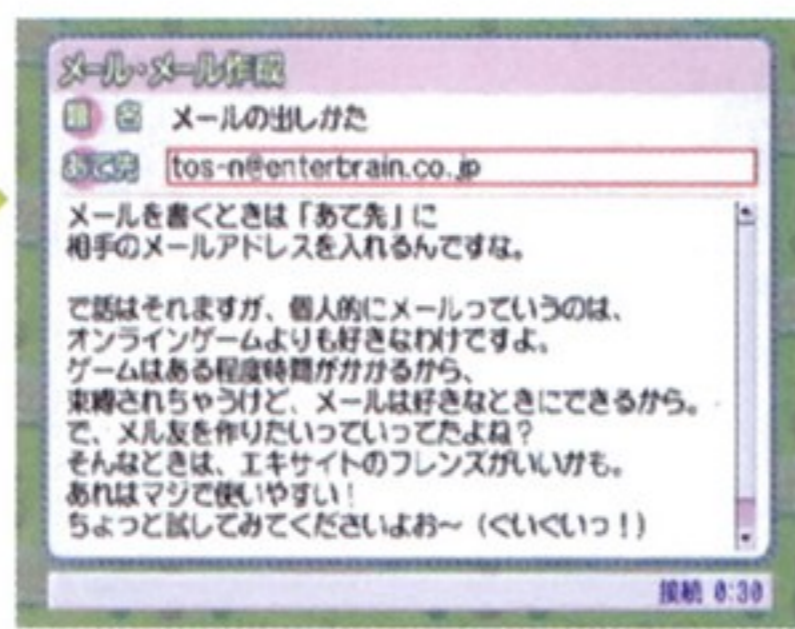 メール・メール作成
題 名 メールの出しかた
あて先 tos-n@enterbrain.co.jp
メールを書くときは「あて先」に
相手のメールアドレスを入れるんですな。
で話はそれますが、個人的にメールっていうのは、
オンラインゲームよりも好きなわけですよ。
ゲームはある程度時間がかかるから、
束縛されちゃうけど、メールは好きなときにできるから。
で、メル友を作りたいっていってたよね？
そんなときは、エキサイトのフレンズがいいかも。
あれはマジで使いやすい！
ちょっと試してみてくださいよお～（ぐいぐいっ！）
接続 0:30